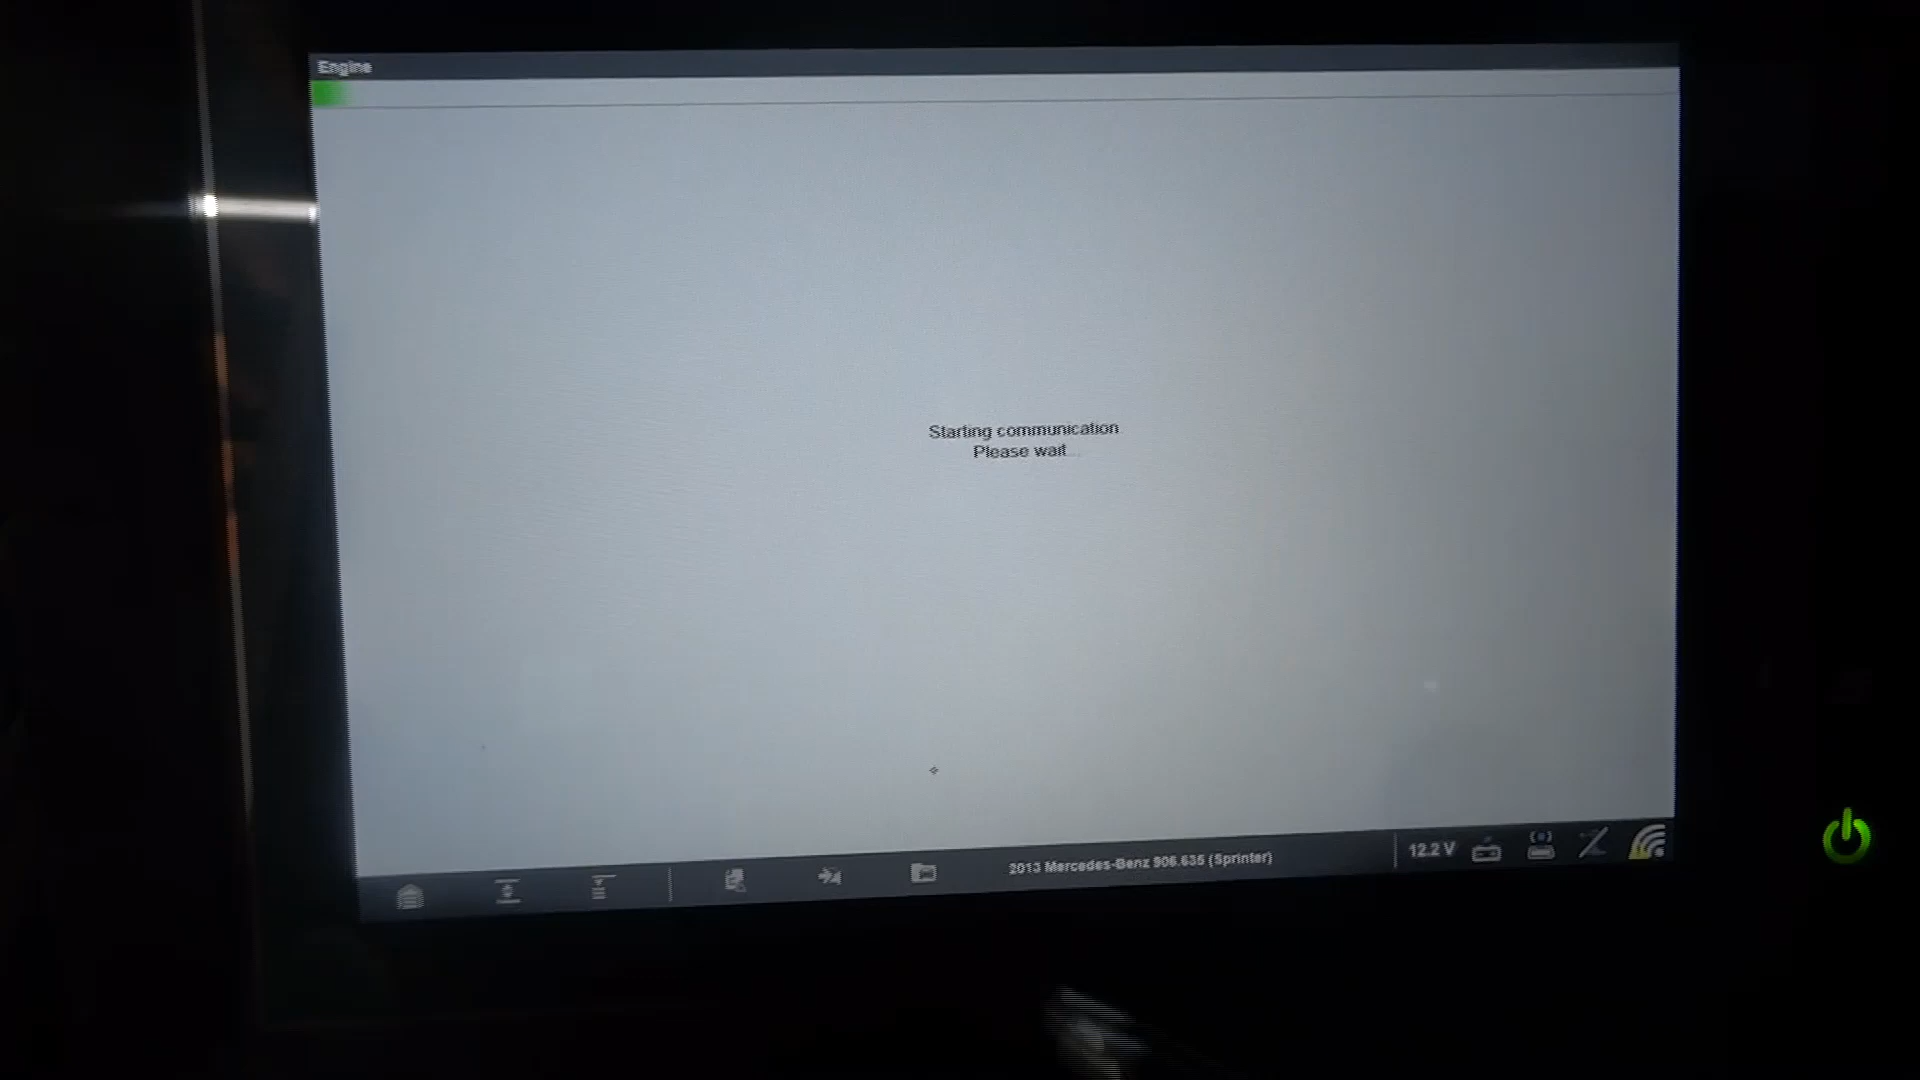 Engine
Starting communication
Please wait...
2013 Mercedes-Benz 906.635 (Sprinter)
12.2 V